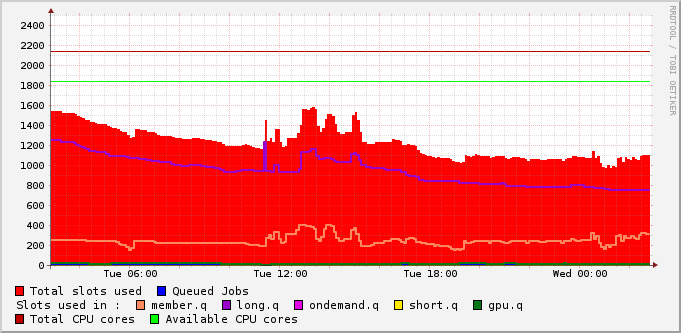 2400
2200
2000
1800
1600
1400
1200
1000
800
600
400
200
0
Tue 06:00 Tue 12:00 Tue 18:00 Wed 00:00
RRDTOOL / TOBI OETIKER
Total slots used Queued Jobs
Slots used in : member.q long.q ondemand.q short.q gpu.q
Total CPU cores Available CPU cores